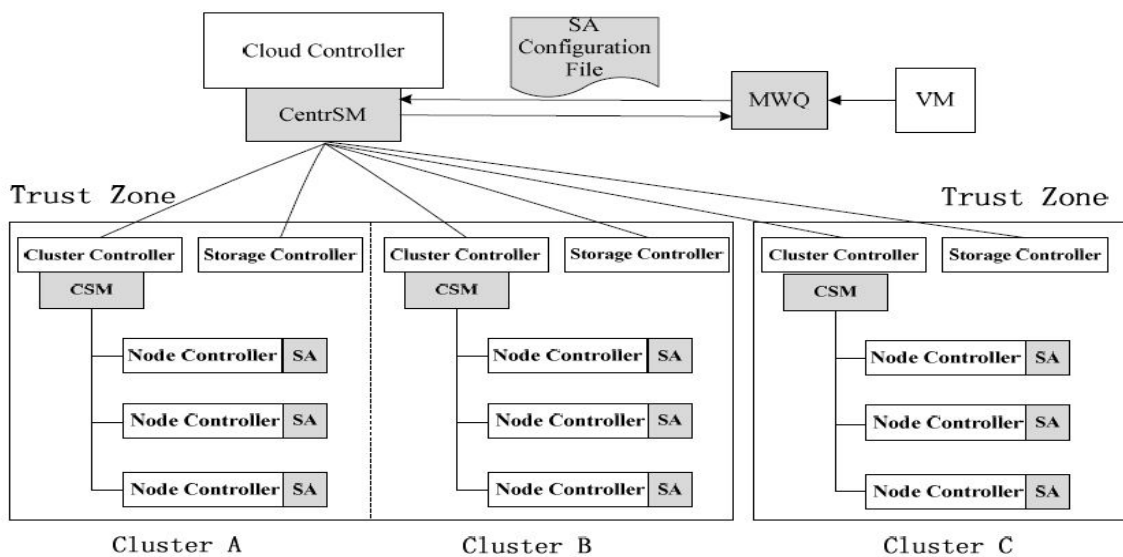 Cloud Controller
SA
Configuration
File
CentrSM
MWQ
VM
Trust Zone
Trust Zone
Cluster Controller
Storage Controller
Cluster Controller
Storage Controller
Cluster Controller
Storage Controller
CSM
CSM
CSM
Node Controller SA
Node Controller SA
Node Controller SA
Node Controller SA
Node Controller SA
Node Controller SA
Node Controller SA
Node Controller SA
Node Controller SA
Cluster A
Cluster B
Cluster C